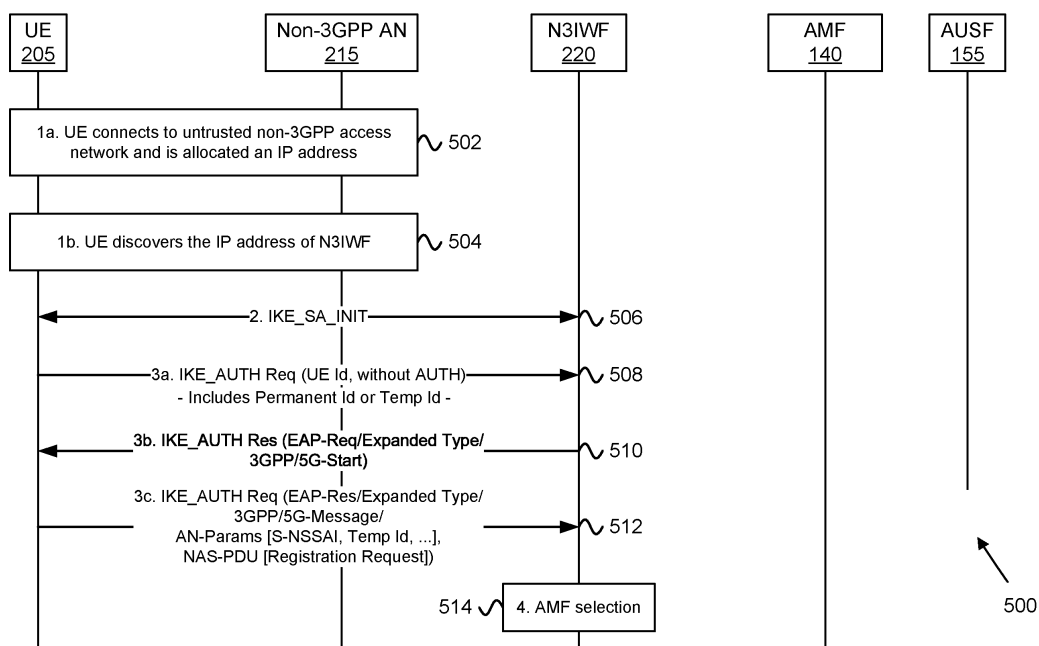 UE
205
Non-3GPP AN
215
N3IWF
220
AMF
140
AUSF
155
1a. UE connects to untrusted non-3GPP access
network and is allocated an IP address
502
1b. UE discovers the IP address of N3IWF
504
2. IKE_SA_INIT
506
3a. IKE_AUTH Req (UE Id, without AUTH)
508
- Includes Permanent Id or Temp Id -
3b. IKE_AUTH Res (EAP-Req/Expanded Type/
3GPP/5G-Start)
510
3c. IKE_AUTH Req (EAP-Res/Expanded Type/
3GPP/5G-Message/
AN-Params [S-NSSAI, Temp Id, ...],
NAS-PDU [Registration Request])
512
514
4. AMF selection
500